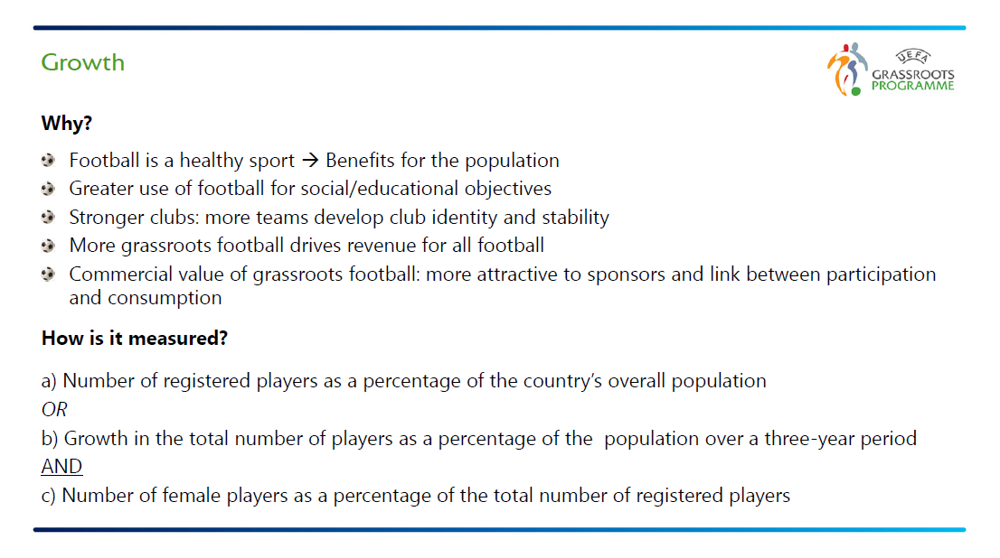 Growth
UEFA
GRASSROOTS
PROGRAMME
Why?
Football is a healthy sport → Benefits for the population
Greater use of football for social/educational objectives
Stronger clubs: more teams develop club identity and stability
More grassroots football drives revenue for all football
Commercial value of grassroots football: more attractive to sponsors and link between participation
and consumption
How is it measured?
a) Number of registered players as a percentage of the country’s overall population
OR
b) Growth in the total number of players as a percentage of the  population over a three-year period
AND
c) Number of female players as a percentage of the total number of registered players